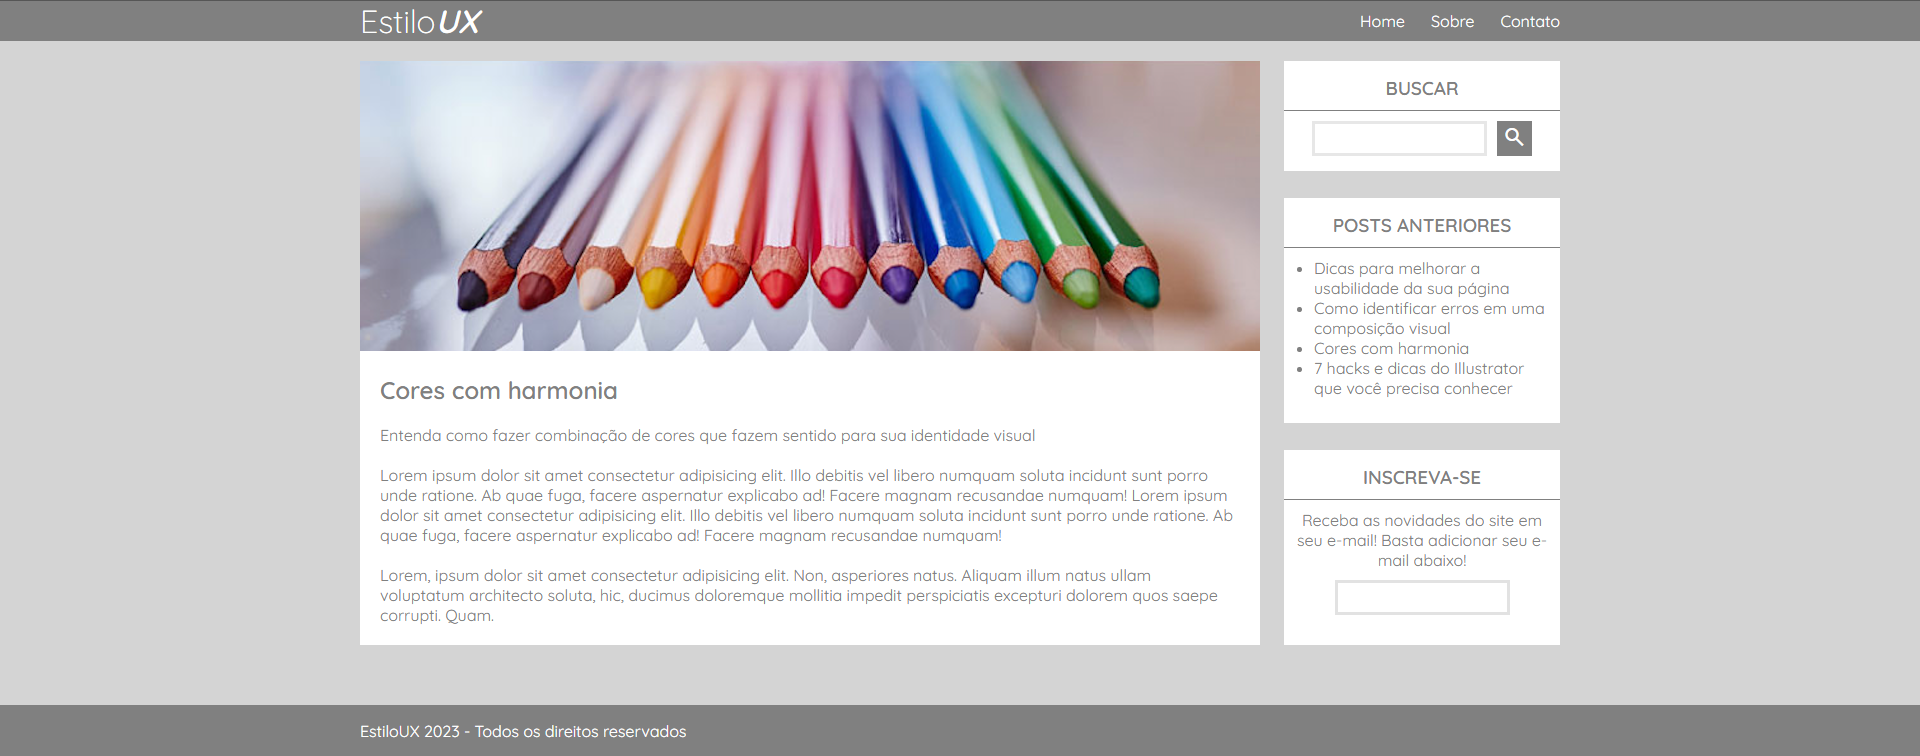 EstiloUX
Home Sobre Contato
Cores com harmonia
Entenda como fazer combinação de cores que fazem sentido para sua identidade visual
Lorem ipsum dolor sit amet consectetur adipisicing elit. Illo debitis vel libero numquam soluta incidunt sunt porro
unde ratione. Ab quae fuga, facere aspernatur explicabo ad! Facere magnam recusandae numquam! Lorem ipsum
dolor sit amet consectetur adipisicing elit. Illo debitis vel libero numquam soluta incidunt sunt porro unde ratione. Ab
quae fuga, facere aspernatur explicabo ad! Facere magnam recusandae numquam!
Lorem, ipsum dolor sit amet consectetur adipisicing elit. Non, asperiores natus. Aliquam illum natus ullam
voluptatum architecto soluta, hic, ducimus doloremque mollitia impedit perspiciatis excepturi dolorem quos saepe
corrupti. Quam.
BUSCAR
POSTS ANTERIORES
• Dicas para melhorar a
usabilidade da sua página
• Como identificar erros em uma
composição visual
• Cores com harmonia
• 7 hacks e dicas do Illustrator
que você precisa conhecer
INSCREVA-SE
Receba as novidades do site em
seu e-mail! Basta adicionar seu e-
mail abaixo!
EstiloUX 2023 - Todos os direitos reservados